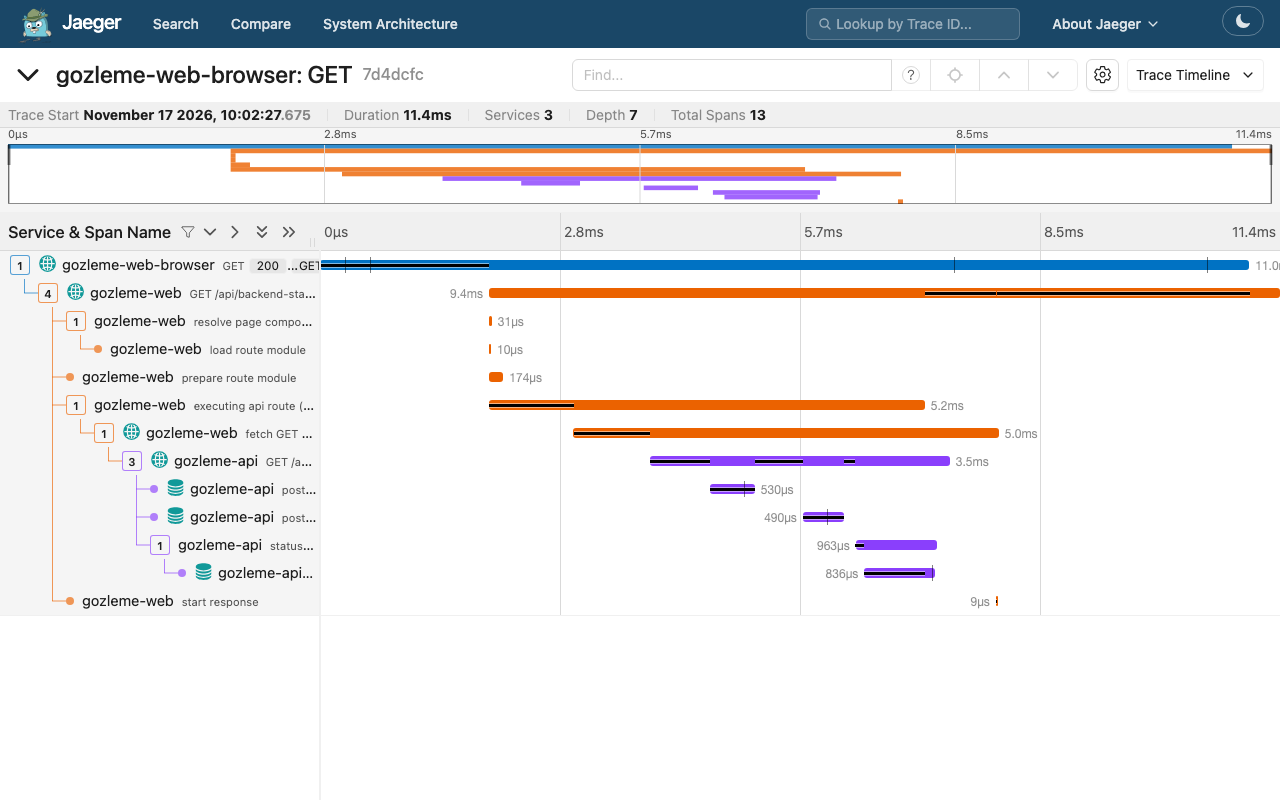 Jaeger Search Compare System Architecture Lookup by Trace ID... About Jaeger
gozleme-web-browser: GET 7d4dcfc Find... ? Trace Timeline
Trace Start November 17 2026, 10:02:27.675 Duration 11.4ms Services 3 Depth 7 Total Spans 13
0μs 2.8ms 5.7ms 8.5ms 11.4ms
Service & Span Name 0μs 2.8ms 5.7ms 8.5ms 11.4ms
1 gozleme-web-browser GET 200 ...GET 11.0
4 gozleme-web GET /api/backend-sta... 9.4ms
1 gozleme-web resolve page compo... 31μs
gozleme-web load route module 10μs
gozleme-web prepare route module 174μs
1 gozleme-web executing api route (... 5.2ms
1 gozleme-web fetch GET ... 5.0ms
3 gozleme-api GET /a... 3.5ms
gozleme-api post... 530μs
gozleme-api post... 490μs
1 gozleme-api status... 963μs
gozleme-api... 836μs
gozleme-web start response 9μs